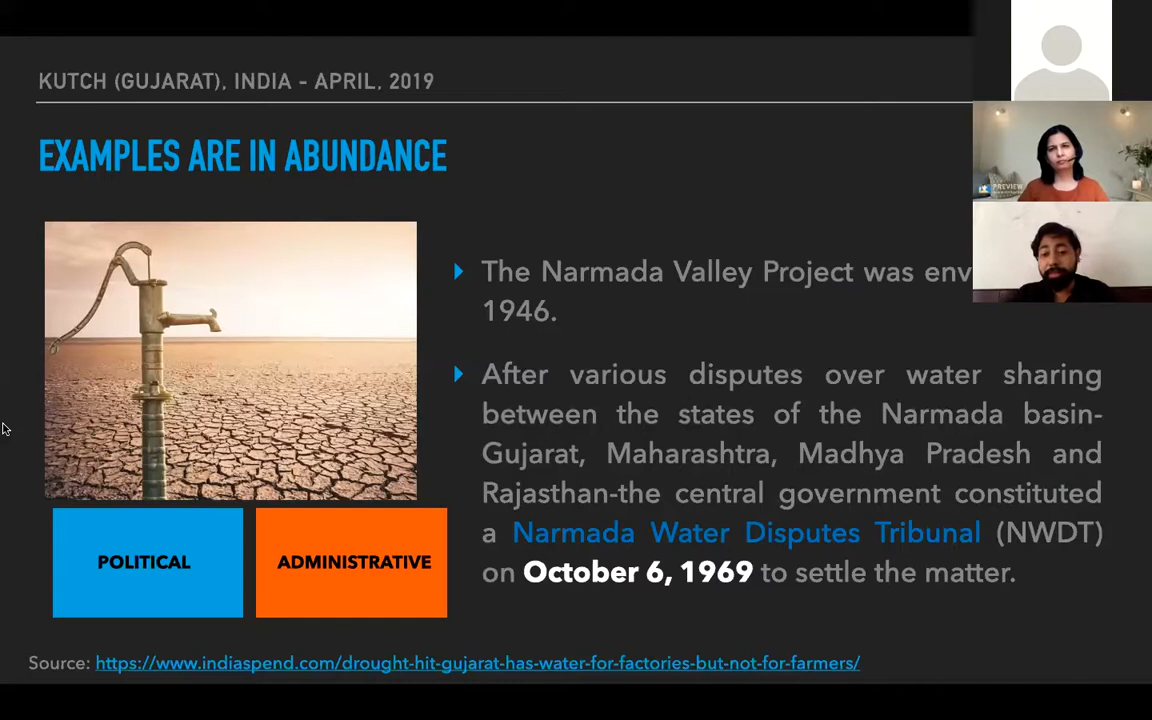 KUTCH (GUJARAT), INDIA - APRIL, 2019
EXAMPLES ARE IN ABUNDANCE
The Narmada Valley Project was
1946.
After various disputes over water sharing
between the states of the Narmada basin-
Gujarat, Maharashtra, Madhya Pradesh and
Rajasthan-the central government constituted
a Narmada Water Disputes Tribunal (NWDT)
on October 6, 1969 to settle the matter.
POLITICAL
ADMINISTRATIVE
Source: https://www.indiaspend.com/drought-hit-gujarat-has-water-for-factories-but-not-for-farmers/
PREVIEW